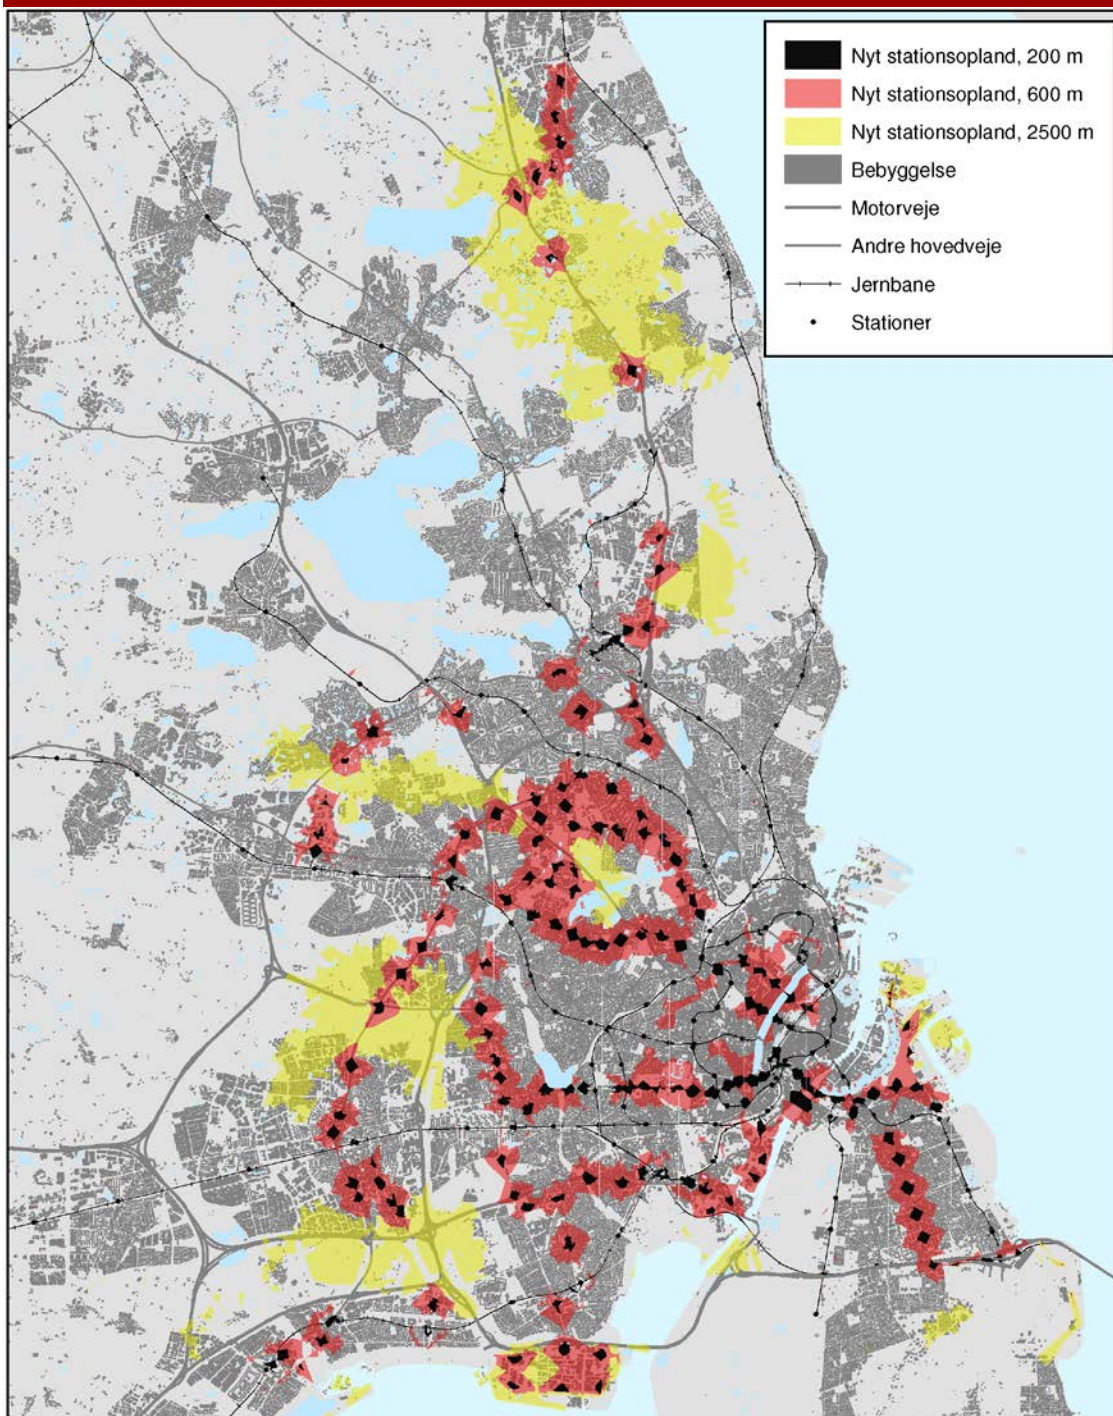 Nyt stationsopland, 200 m
Nyt stationsopland, 600 m
Nyt stationsopland, 2500 m
Bebyggelse
Motorveje
Andre hovedveje
Jernbane
Stationer